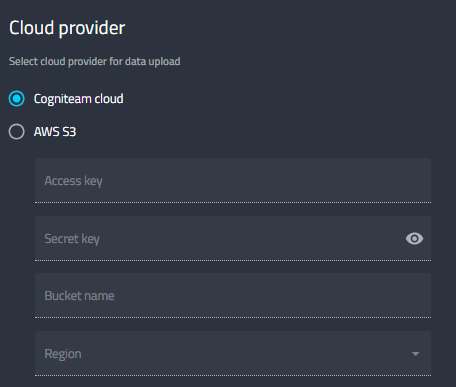 Cloud provider
Select cloud provider for data upload
Cogniteam cloud
AWS S3
Access key
Secret key
Bucket name
Region